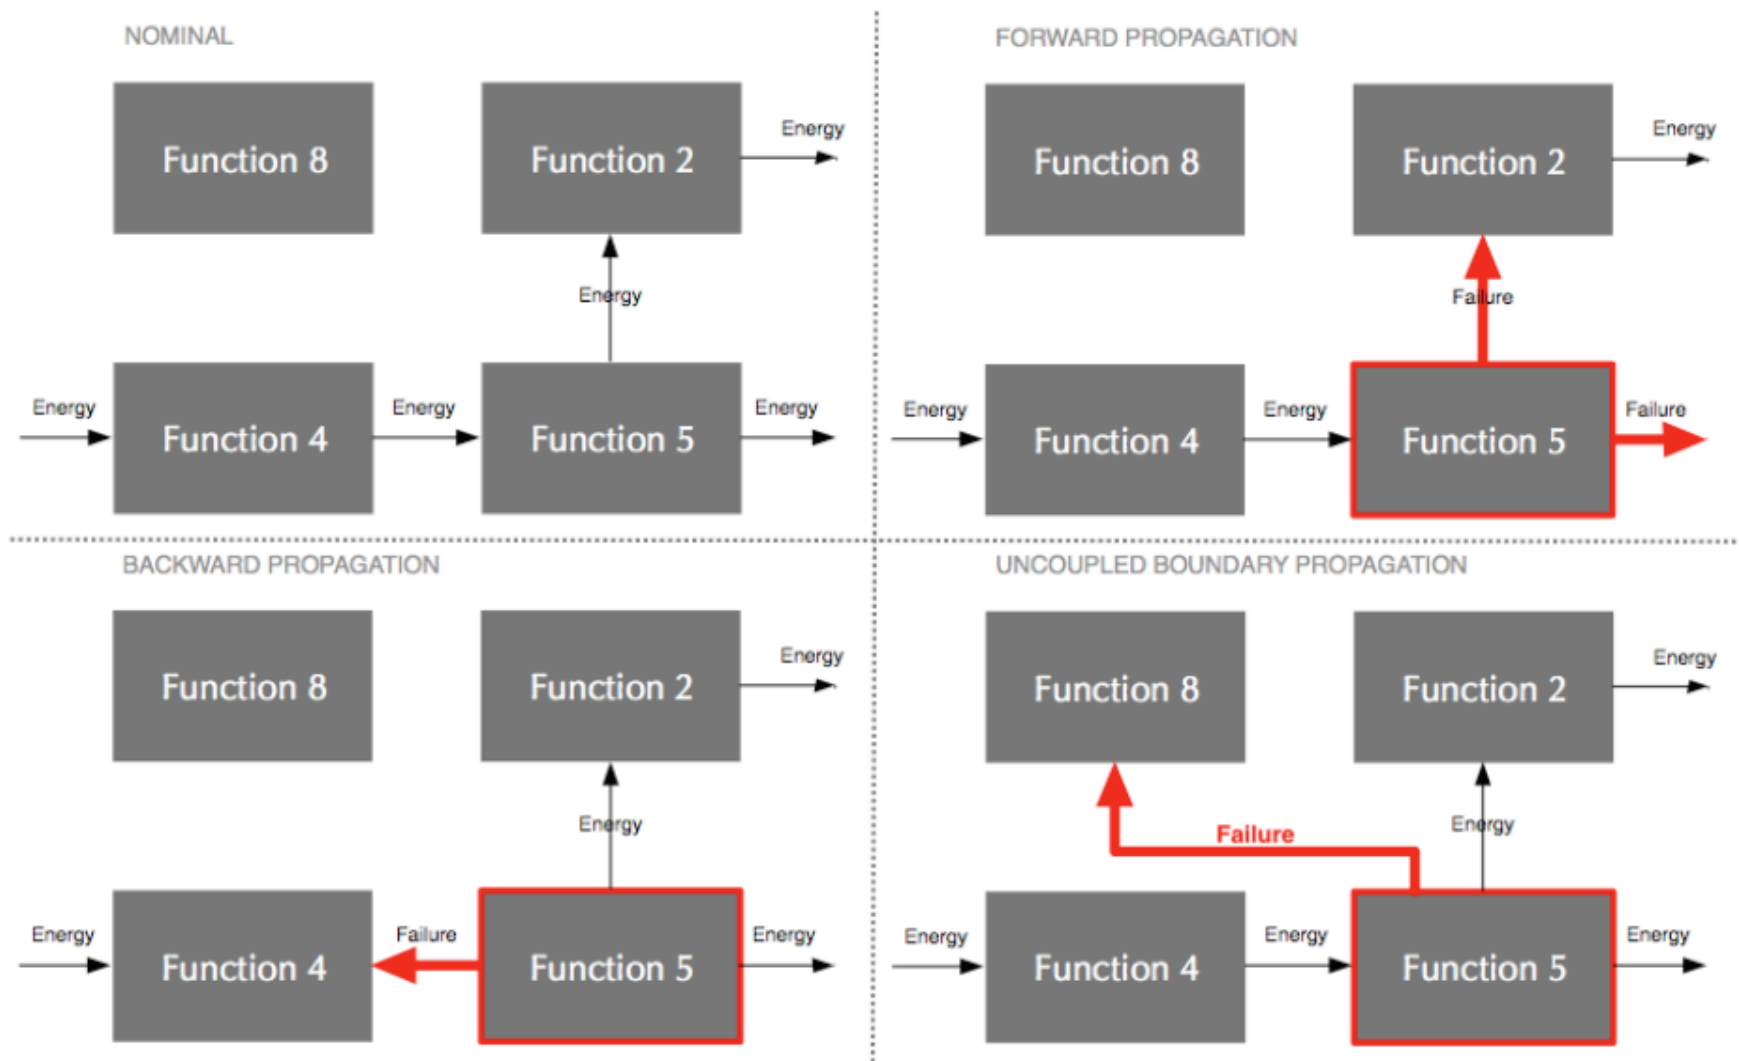 NOMINAL
Function 8
Function 2
Energy
Energy
Energy
Function 4
Energy
Function 5
Energy
FORWARD PROPAGATION
Function 8
Function 2
Energy
Failure
Energy
Function 4
Energy
Function 5
Failure
BACKWARD PROPAGATION
Function 8
Function 2
Energy
Energy
Energy
Function 4
Failure
Function 5
Energy
UNCOUPLED BOUNDARY PROPAGATION
Function 8
Function 2
Energy
Failure
Energy
Energy
Function 4
Energy
Function 5
Energy